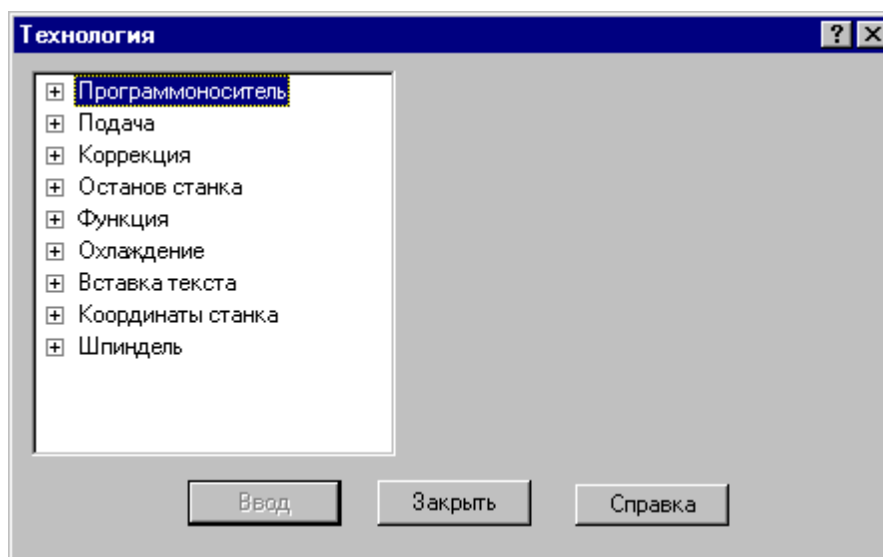 Технология
Программоноситель
Подача
Коррекция
Останов станка
Функция
Охлаждение
Вставка текста
Координаты станка
Шпиндель
Ввод Закрыть Справка